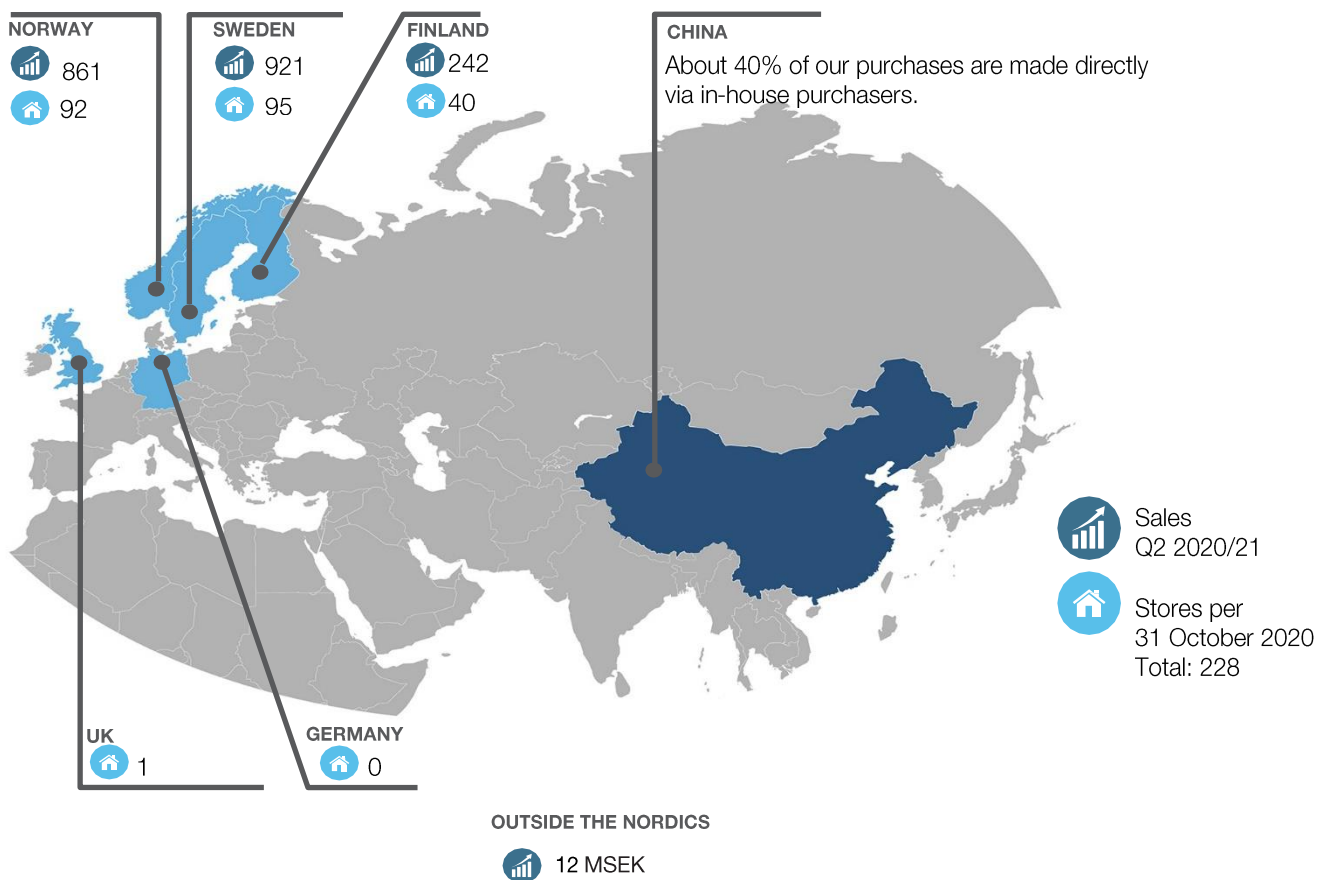 NORWAY
861
92
SWEDEN
921
95
FINLAND
242
40
CHINA
About 40% of our purchases are made directly
via in-house purchasers.
Sales
Q2 2020/21
Stores per
31 October 2020
Total: 228
UK
1
GERMANY
0
OUTSIDE THE NORDICS
12 MSEK